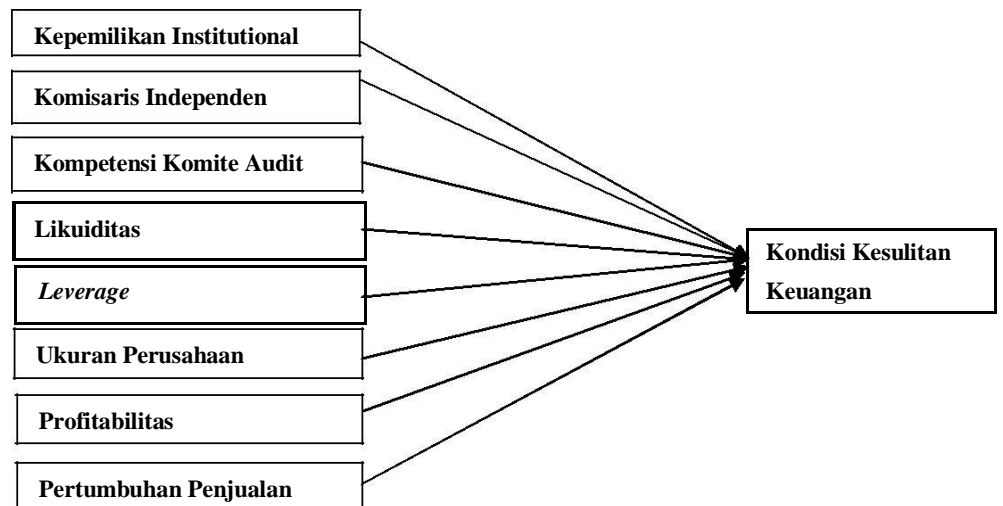 Kepemilikan Institutional
Komisaris Independen
Kompetensi Komite Audit
Likuiditas
Leverage
Ukuran Perusahaan
Profitabilitas
Pertumbuhan Penjualan
Kondisi Kesulitan
Keuangan